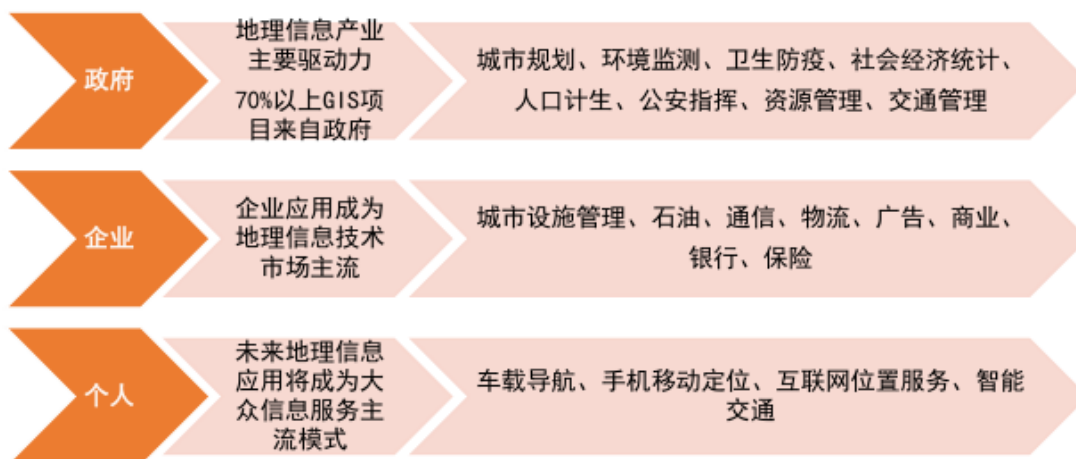 政府
地理信息产业
主要驱动力
70%以上GIS项
目来自政府
城市规划、环境监测、卫生防疫、社会经济统计、
人口计生、公安指挥、资源管理、交通管理
企业
企业应用成为
地理信息技术
市场主流
城市设施管理、石油、通信、物流、广告、商业、
银行、保险
个人
未来地理信息
应用将成为大
众信息服务主
流模式
车载导航、手机移动定位、互联网位置服务、智能
交通